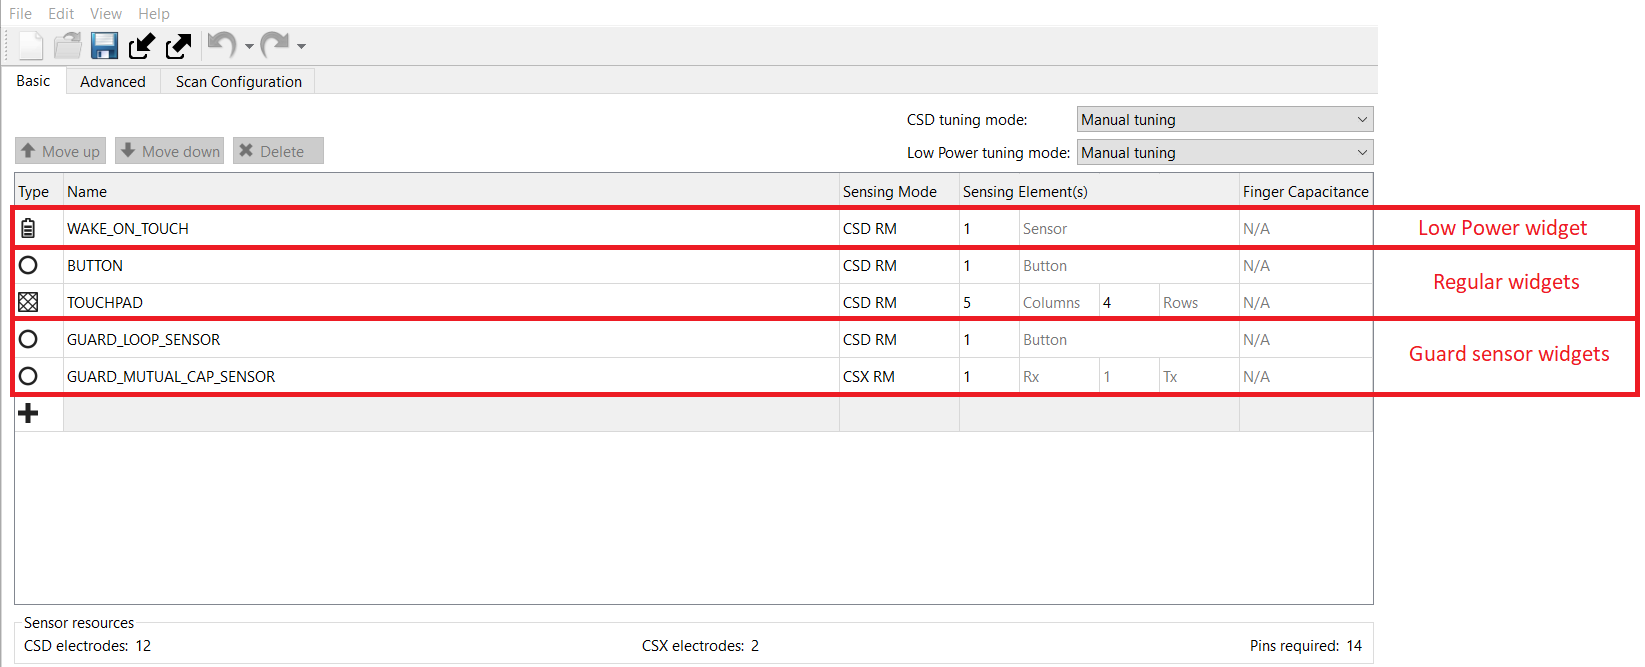 File Edit View Help
Basic Advanced Scan Configuration
CSD tuning mode: Manual tuning
Move up Move down Delete Low Power tuning mode: Manual tuning
Type Name Sensing Mode Sensing Element(s) Finger Capacitance
WAKE_ON_TOUCH CSD RM 1 Sensor N/A Low Power widget
BUTTON CSD RM 1 Button N/A
Regular widgets
TOUCHPAD CSD RM 5 Columns 4 Rows N/A
GUARD_LOOP_SENSOR CSD RM 1 Button N/A
Guard sensor widgets
GUARD_MUTUAL_CAP_SENSOR CSX RM 1 Rx 1 Tx N/A
Sensor resources
CSD electrodes: 12 CSX electrodes: 2 Pins required: 14